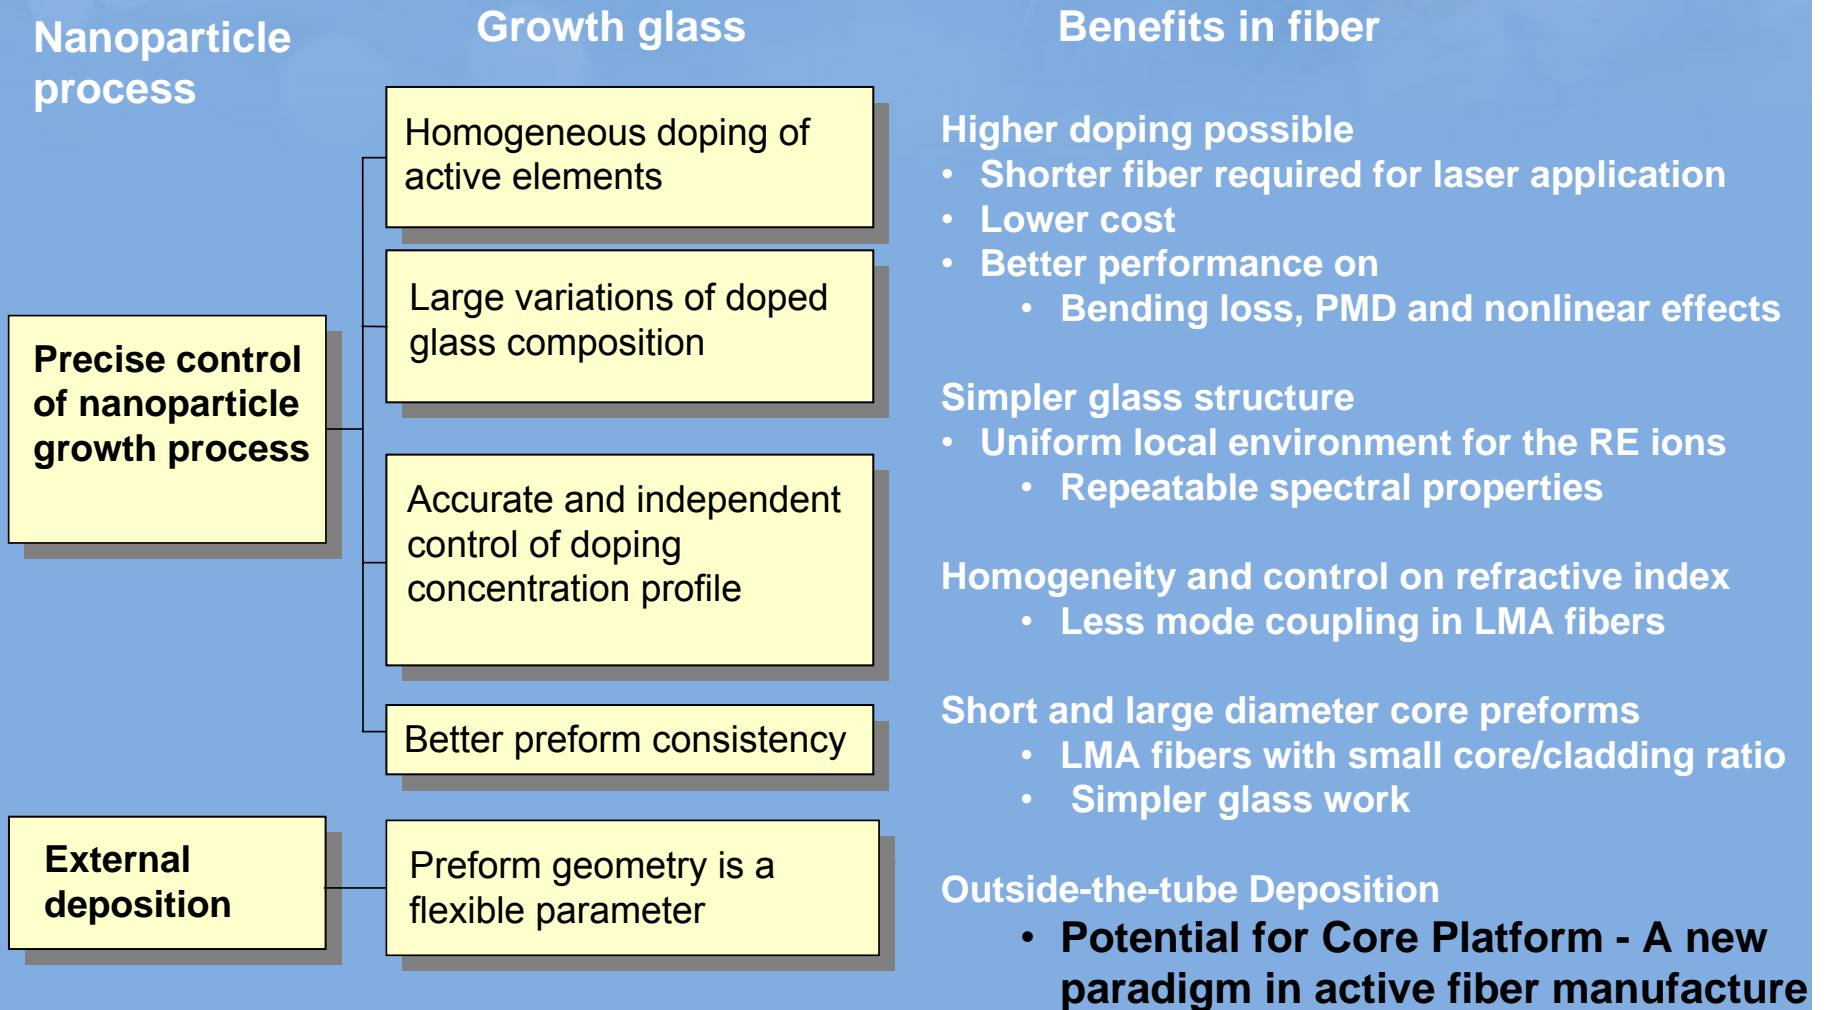 Nanoparticle
process
Growth glass
Benefits in fiber
Precise control
of nanoparticle
growth process
External
deposition
Homogeneous doping of
active elements
Large variations of doped
glass composition
Accurate and independent
control of doping
concentration profile
Better preform consistency
Preform geometry is a
flexible parameter
Higher doping possible
• Shorter fiber required for laser application
• Lower cost
• Better performance on
• Bending loss, PMD and nonlinear effects
Simpler glass structure
• Uniform local environment for the RE ions
• Repeatable spectral properties
Homogeneity and control on refractive index
• Less mode coupling in LMA fibers
Short and large diameter core preforms
• LMA fibers with small core/cladding ratio
• Simpler glass work
Outside-the-tube Deposition
• Potential for Core Platform - A new
paradigm in active fiber manufacture